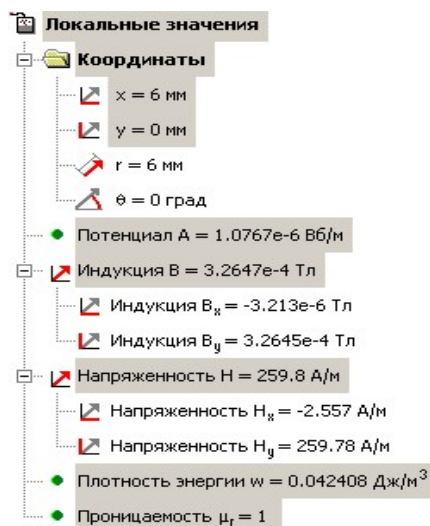 Локальные значения
Координаты
x = 6 мм
y = 0 мм
r = 6 мм
θ = 0 град
Потенциал A = 1.0767e-6 Вб/м
Индукция B = 3.2647e-4 Тл
Индукция Bₓ = -3.213e-6 Тл
Индукция Bᵧ = 3.2645e-4 Тл
Напряженность H = 259.8 А/м
Напряженность Hₓ = -2.557 А/м
Напряженность Hᵧ = 259.78 А/м
Плотность энергии w = 0.042408 Дж/м³
Проницаемость μᵣ = 1